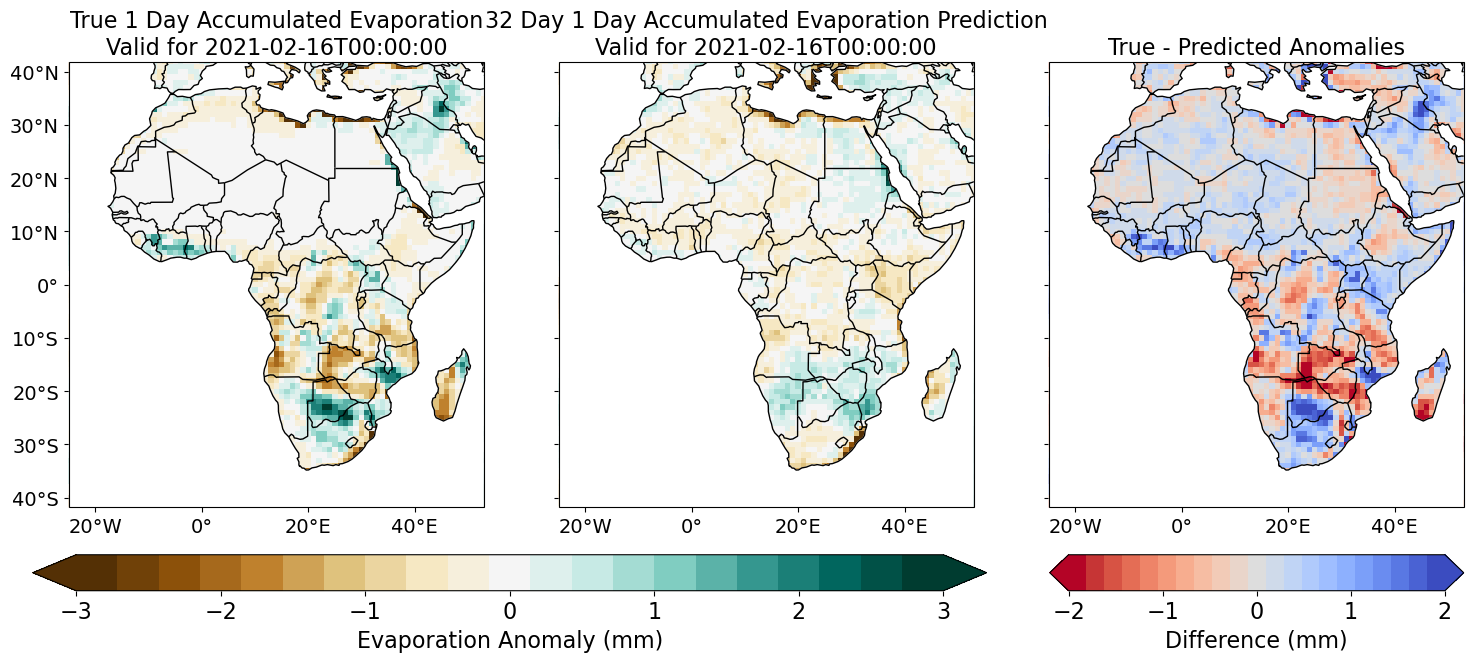 True 1 Day Accumulated Evaporation
Valid for 2021-02-16T00:00:00
32 Day 1 Day Accumulated Evaporation Prediction
Valid for 2021-02-16T00:00:00
True - Predicted Anomalies
40°N
30°N
20°N
10°N
0°
10°S
20°S
30°S
40°S
20°W 0° 20°E 40°E
20°W 0° 20°E 40°E
20°W 0° 20°E 40°E
−3 −2 −1 0 1 2 3
Evaporation Anomaly (mm)
−2 −1 0 1 2
Difference (mm)